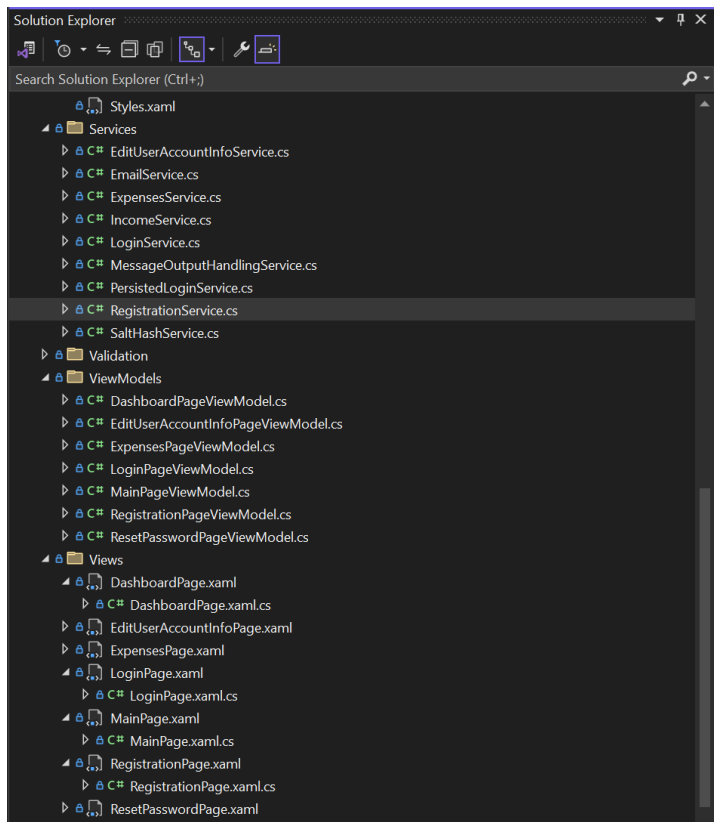 Solution Explorer
Search Solution Explorer (Ctrl+;)
Styles.xaml
Services
C# EditUserAccountInfoService.cs
C# EmailService.cs
C# ExpensesService.cs
C# IncomeService.cs
C# LoginService.cs
C# MessageOutputHandlingService.cs
C# PersistedLoginService.cs
C# RegistrationService.cs
C# SaltHashService.cs
Validation
ViewModels
C# DashboardPageViewModel.cs
C# EditUserAccountInfoPageViewModel.cs
C# ExpensesPageViewModel.cs
C# LoginPageViewModel.cs
C# MainPageViewModel.cs
C# RegistrationPageViewModel.cs
C# ResetPasswordPageViewModel.cs
Views
DashboardPage.xaml
C# DashboardPage.xaml.cs
EditUserAccountInfoPage.xaml
ExpensesPage.xaml
LoginPage.xaml
C# LoginPage.xaml.cs
MainPage.xaml
C# MainPage.xaml.cs
RegistrationPage.xaml
C# RegistrationPage.xaml.cs
ResetPasswordPage.xaml